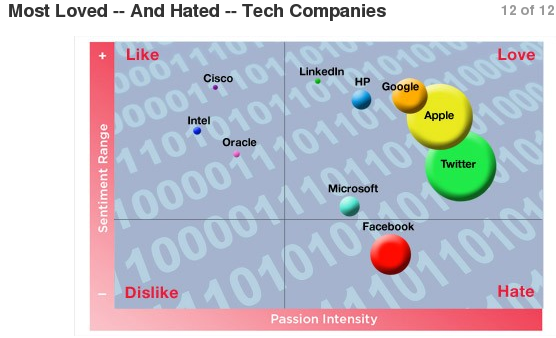 Most Loved -- And Hated -- Tech Companies
12 of 12
+
Like
Love
Cisco
LinkedIn
HP
Google
Apple
Intel
Oracle
Twitter
Microsoft
Facebook
Sentiment Range
–
Dislike
Hate
Passion Intensity